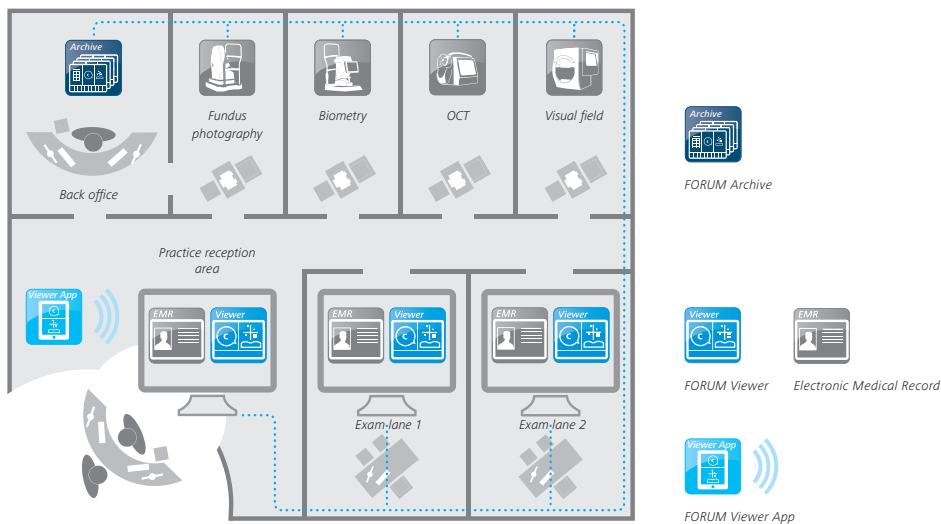 Archive
Fundus
photography
Biometry
OCT
Visual field
Back office
Archive
FORUM Archive
Practice reception
area
Viewer App
EMR
Viewer
EMR
Viewer
EMR
Viewer
Exam lane 1
Exam lane 2
Viewer
EMR
FORUM Viewer
Electronic Medical Record
Viewer App
FORUM Viewer App